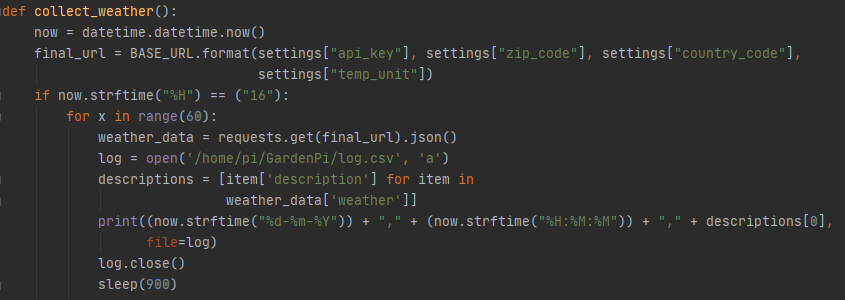 def collect_weather():
    now = datetime.datetime.now()
    final_url = BASE_URL.format(settings["api_key"], settings["zip_code"], settings["country_code"],
                                settings["temp_unit"])
    if now.strftime("%H") == ("16"):
        for x in range(60):
            weather_data = requests.get(final_url).json()
            log = open('/home/pi/GardenPi/log.csv', 'a')
            descriptions = [item['description'] for item in
                            weather_data['weather']]
            print((now.strftime("%d-%m-%Y")) + "," + (now.strftime("%H:%M:%M")) + "," + descriptions[0],
                  file=log)
            log.close()
            sleep(900)